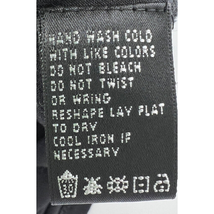 HAND WASH COLD
WITH LIKE COLORS
DO NOT BLEACH
DO NOT TWIST
OR WRING
RESHAPE LAY FLAT
TO DRY
COOL IRON IF
NECESSARY
30